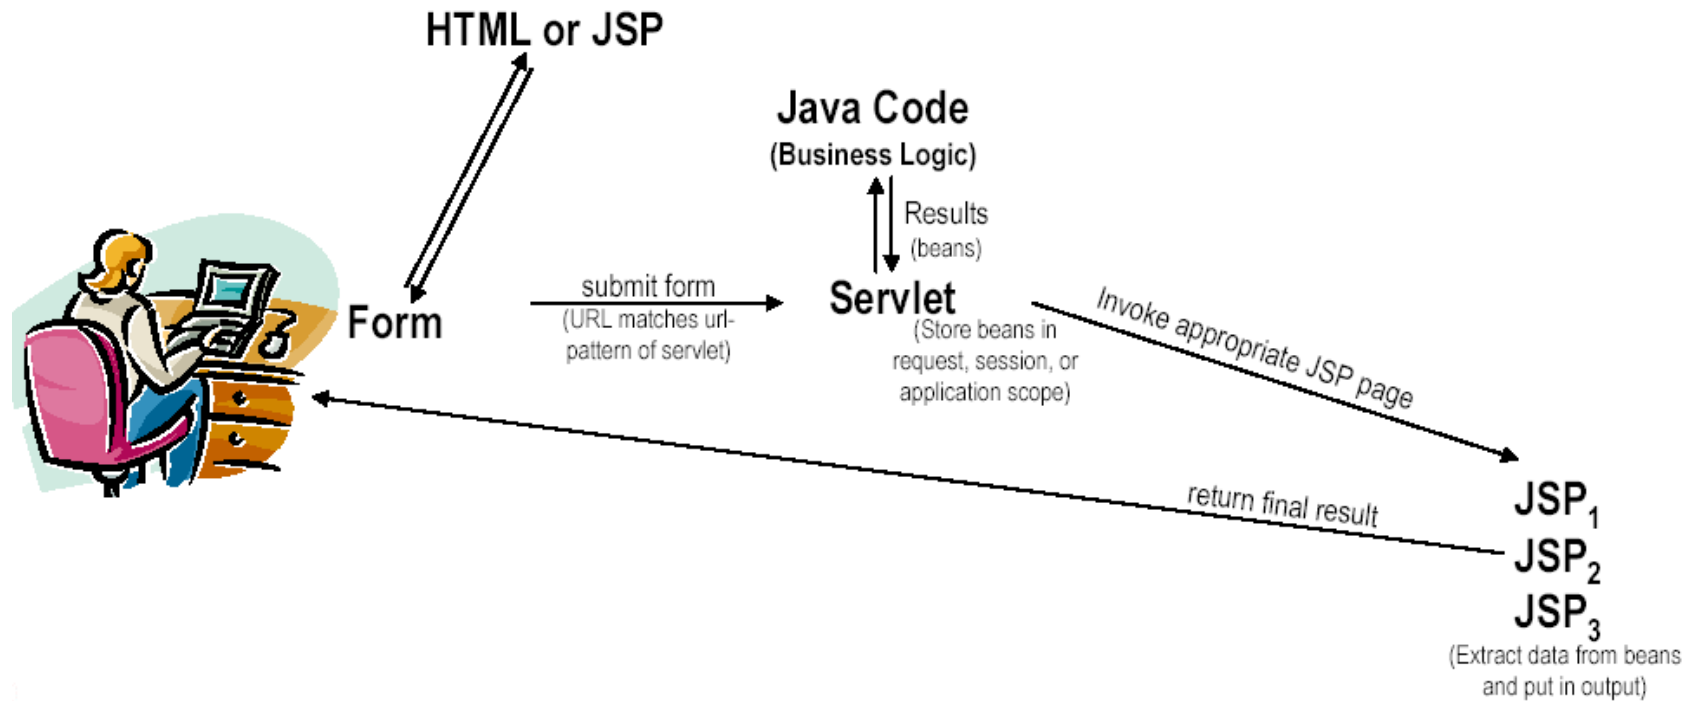 HTML or JSP
Java Code
(Business Logic)
Results
(beans)
Form
submit form
(URL matches url-
pattern of servlet)
Servlet
(Store beans in
request, session, or
application scope)
Invoke appropriate JSP page
return final result
JSP1
JSP2
JSP3
(Extract data from beans
and put in output)